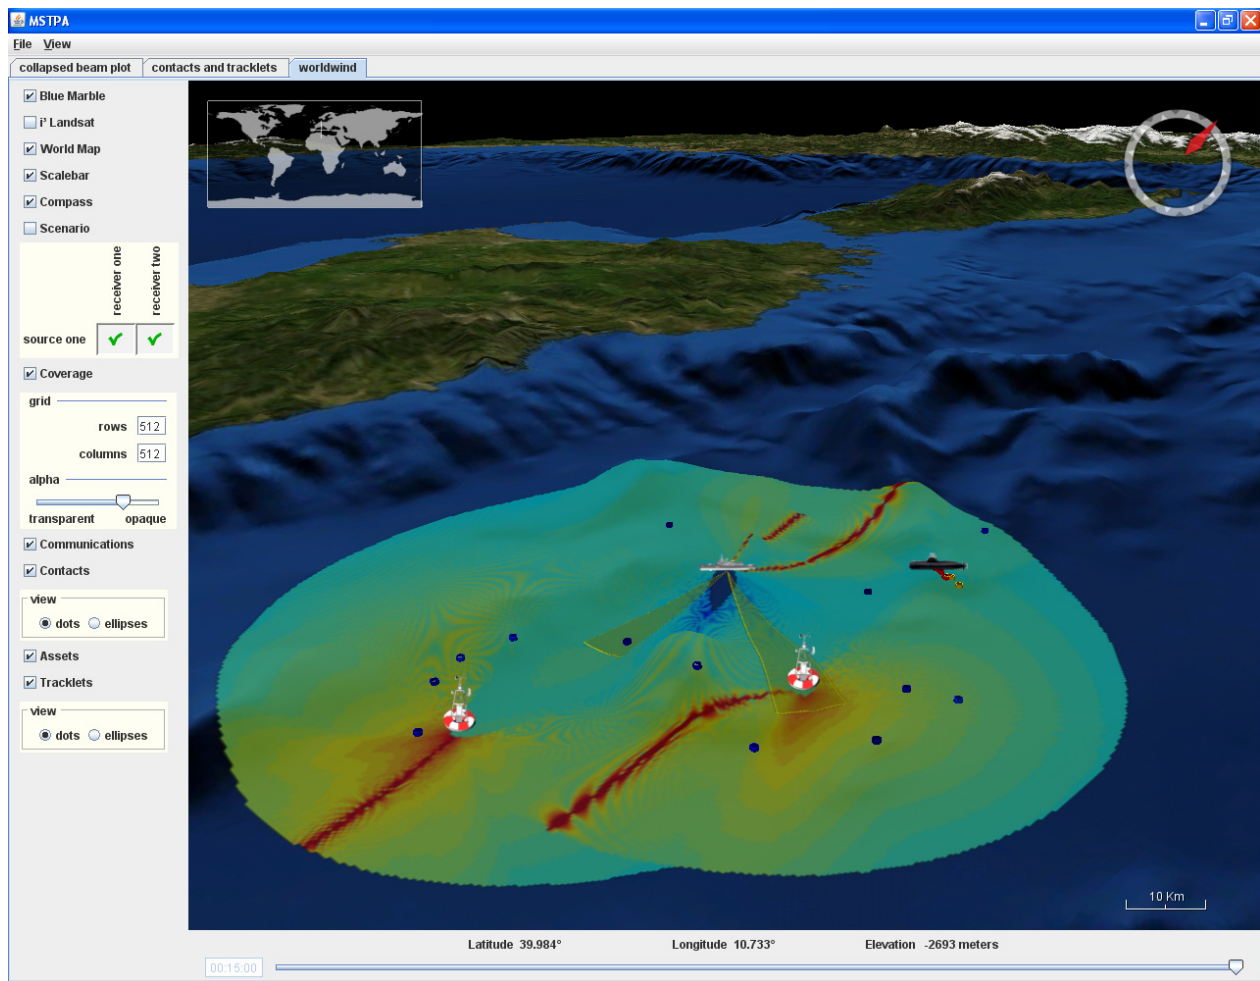 MSTPA
File View
collapsed beam plot contacts and tracklets worldwind
Blue Marble
i³ Landsat
World Map
Scalebar
Compass
Scenario
receiver one
receiver two
source one
Coverage
grid
rows 512
columns 512
alpha
transparent opaque
Communications
Contacts
view
dots ellipses
Assets
Tracklets
view
dots ellipses
10 Km
Latitude 39.984° Longitude 10.733° Elevation -2693 meters
00:15:00